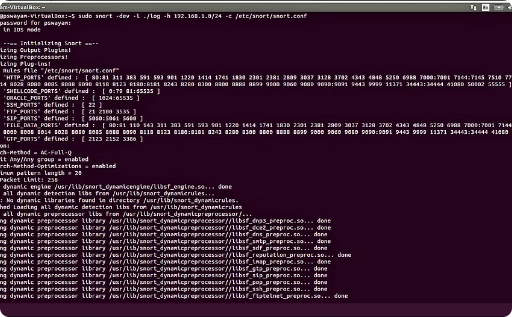 am-VirtualBox: ~
@pswayam-VirtualBox:~$ sudo snort -dev -l ./log -h 192.168.1.0/24 -c /etc/snort/snort.conf
password for pswayam:
in IDS mode
--== Initializing Snort ==--
izing Output Plugins!
izing Preprocessors!
izing Plug-ins!
Rules file "/etc/snort/snort.conf"
'HTTP_PORTS' defined : [ 80:81 311 383 591 593 901 1220 1414 1741 1830 2301 2381 2809 3037 3128 3702 4343 4848 5250 6988 7000:7001 7144:7145 7510 77
'SHELLCODE_PORTS' defined : [ 0:79 81:65535 ]
'ORACLE_PORTS' defined : [ 1024:65535 ]
'SSH_PORTS' defined : [ 22 ]
'FTP_PORTS' defined : [ 21 2100 3535 ]
'SIP_PORTS' defined : [ 5060:5061 5600 ]
'FILE_DATA_PORTS' defined : [ 80:81 110 143 311 383 591 593 901 1220 1414 1741 1830 2301 2381 2809 3037 3128 3702 4343 4848 5250 6988 7000:7001 714
'GTP_PORTS' defined : [ 2123 2152 3386 ]
on:
rch-Method = AC-Full-Q
it Any/Any group = enabled
rch-Method-Optimizations = enabled
imum pattern length = 20
Packet Limit: 256
dynamic engine /usr/lib/snort_dynamicengine/libsf_engine.so... done
all dynamic detection libs from /usr/lib/snort_dynamicrules...
: No dynamic libraries found in directory /usr/lib/snort_dynamicrules.
hed Loading all dynamic detection libs from /usr/lib/snort_dynamicrules
all dynamic preprocessor libs from /usr/lib/snort_dynamicpreprocessor/...
ng dynamic preprocessor library /usr/lib/snort_dynamicpreprocessor//libsf_dnp3_preproc.so... done
ng dynamic preprocessor library /usr/lib/snort_dynamicpreprocessor//libsf_dce2_preproc.so... done
ng dynamic preprocessor library /usr/lib/snort_dynamicpreprocessor//libsf_dns_preproc.so... done
ng dynamic preprocessor library /usr/lib/snort_dynamicpreprocessor//libsf_smtp_preproc.so... done
ng dynamic preprocessor library /usr/lib/snort_dynamicpreprocessor//libsf_sdf_preproc.so... done
ng dynamic preprocessor library /usr/lib/snort_dynamicpreprocessor//libsf_reputation_preproc.so... done
ng dynamic preprocessor library /usr/lib/snort_dynamicpreprocessor//libsf_imap_preproc.so... done
ng dynamic preprocessor library /usr/lib/snort_dynamicpreprocessor//libsf_gtp_preproc.so... done
ng dynamic preprocessor library /usr/lib/snort_dynamicpreprocessor//libsf_sip_preproc.so... done
ng dynamic preprocessor library /usr/lib/snort_dynamicpreprocessor//libsf_pop_preproc.so... done
ng dynamic preprocessor library /usr/lib/snort_dynamicpreprocessor//libsf_ssh_preproc.so... done
ng dynamic preprocessor library /usr/lib/snort_dynamicpreprocessor//libsf_ftptelnet_preproc.so... done